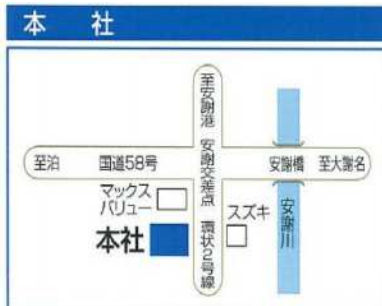 本 社
至安謝港 安謝交差点 環状2号線
至泊 国道58号
安謝橋 至大謝名
マックス
バリュー
スズキ
安謝川
本社